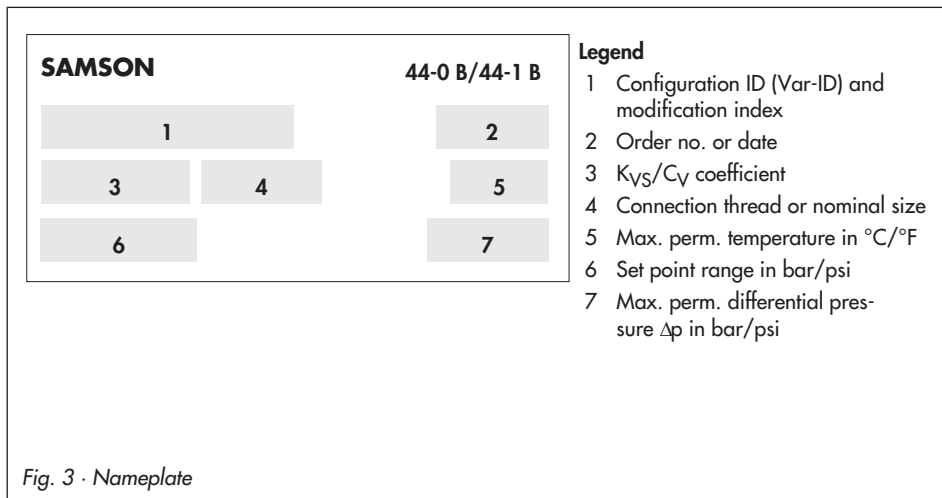 SAMSON 44-0 B/44-1 B
1 2
3 4 5
6 7
Legend
1 Configuration ID (Var-ID) and
modification index
2 Order no. or date
3 KVS/CV coefficient
4 Connection thread or nominal size
5 Max. perm. temperature in °C/°F
6 Set point range in bar/psi
7 Max. perm. differential pres-
sure Δp in bar/psi
Fig. 3 · Nameplate